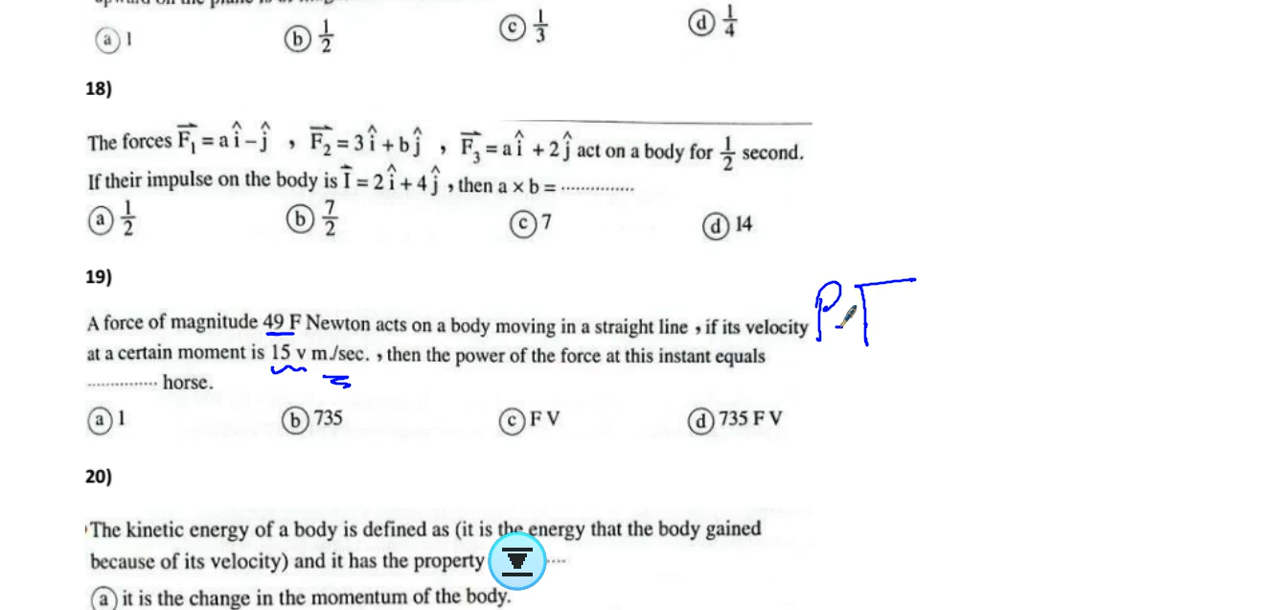 ⓐ 1 ⓑ 1/2 ⓒ 1/3 ⓓ 1/4
18)
The forces F₁⃗ = a î – ĵ , F₂⃗ = 3 î + b ĵ , F₃⃗ = a î + 2 ĵ act on a body for 1/2 second.
If their impulse on the body is I⃗ = 2 î + 4 ĵ , then a × b = ...............
ⓐ 1/2 ⓑ 7/2 ⓒ 7 ⓓ 14
19)
A force of magnitude 49 F Newton acts on a body moving in a straight line , if its velocity
at a certain moment is 15 v m./sec. , then the power of the force at this instant equals
............... horse.
ⓐ 1 ⓑ 735 ⓒ F V ⓓ 735 F V
20)
The kinetic energy of a body is defined as (it is the energy that the body gained
because of its velocity) and it has the property ....
ⓐ it is the change in the momentum of the body.